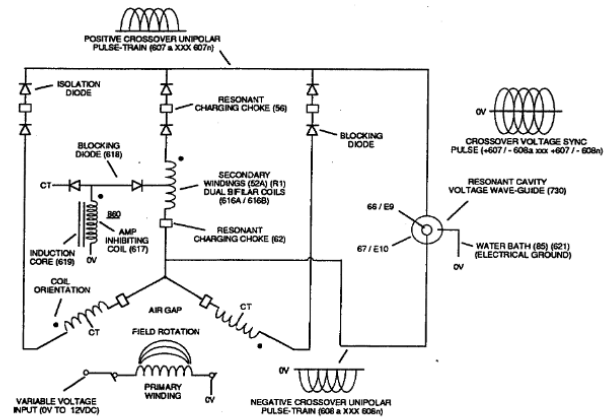 POSITIVE CROSSOVER UNIPOLAR
PULSE-TRAIN (607 a XXX 607n)
ISOLATION
DIODE
RESONANT
CHARGING CHOKE (56)
BLOCKING
DIODE
0V
CROSSOVER VOLTAGE SYNC
PULSE (+607 / - 608a xxx +607 / - 608n)
BLOCKING
DIODE (618)
CT
SECONDARY
WINDINGS (52A) (R1)
DUAL BIFILAR COILS
(616A / 616B)
RESONANT CAVITY
VOLTAGE WAVE-GUIDE (730)
860
AMP
INHIBITING
COIL (617)
INDUCTION
CORE (619)
0V
RESONANT
CHARGING CHOKE (62)
66 / E9
67 / E10
WATER BATH (85) (621)
(ELECTRICAL GROUND)
0V
COIL
ORIENTATION
AIR GAP
CT
CT
FIELD ROTATION
VARIABLE VOLTAGE
INPUT (0V TO 12VDC)
PRIMARY
WINDING
0V
0V
NEGATIVE CROSSOVER UNIPOLAR
PULSE-TRAIN (608 a XXX 608n)